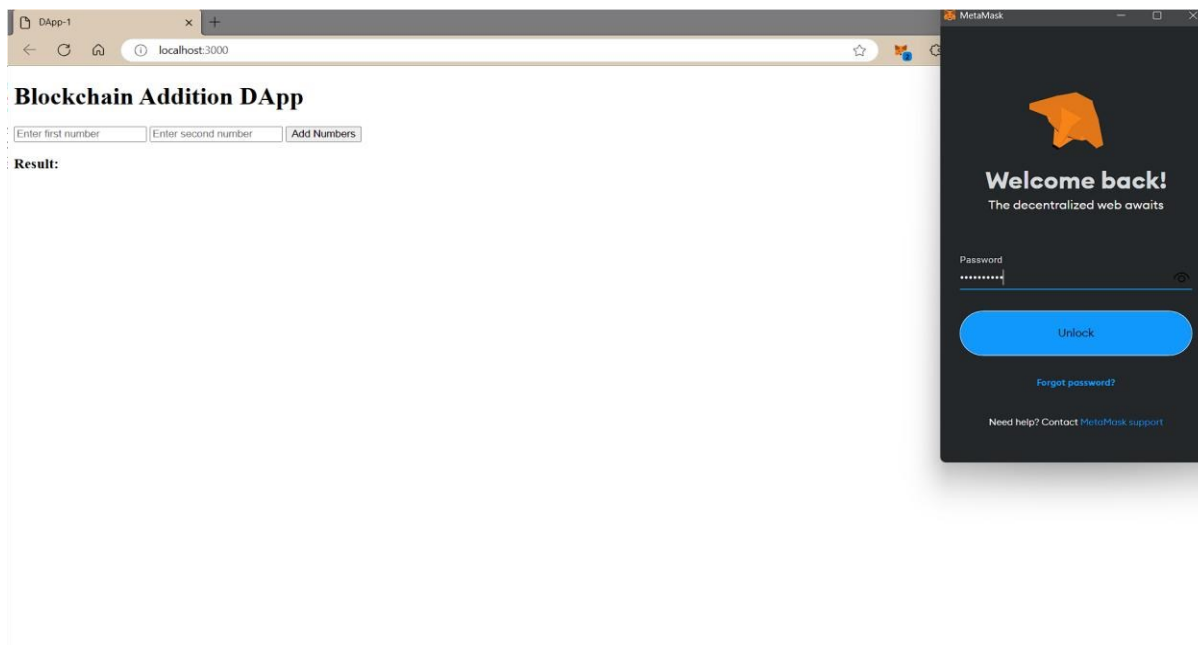 DApp-1
MetaMask
localhost:3000
Blockchain Addition DApp
Enter first number Enter second number Add Numbers
Result:
2
Welcome back!
The decentralized web awaits
Password
••••••••••
Unlock
Forgot password?
Need help? Contact MetaMask support